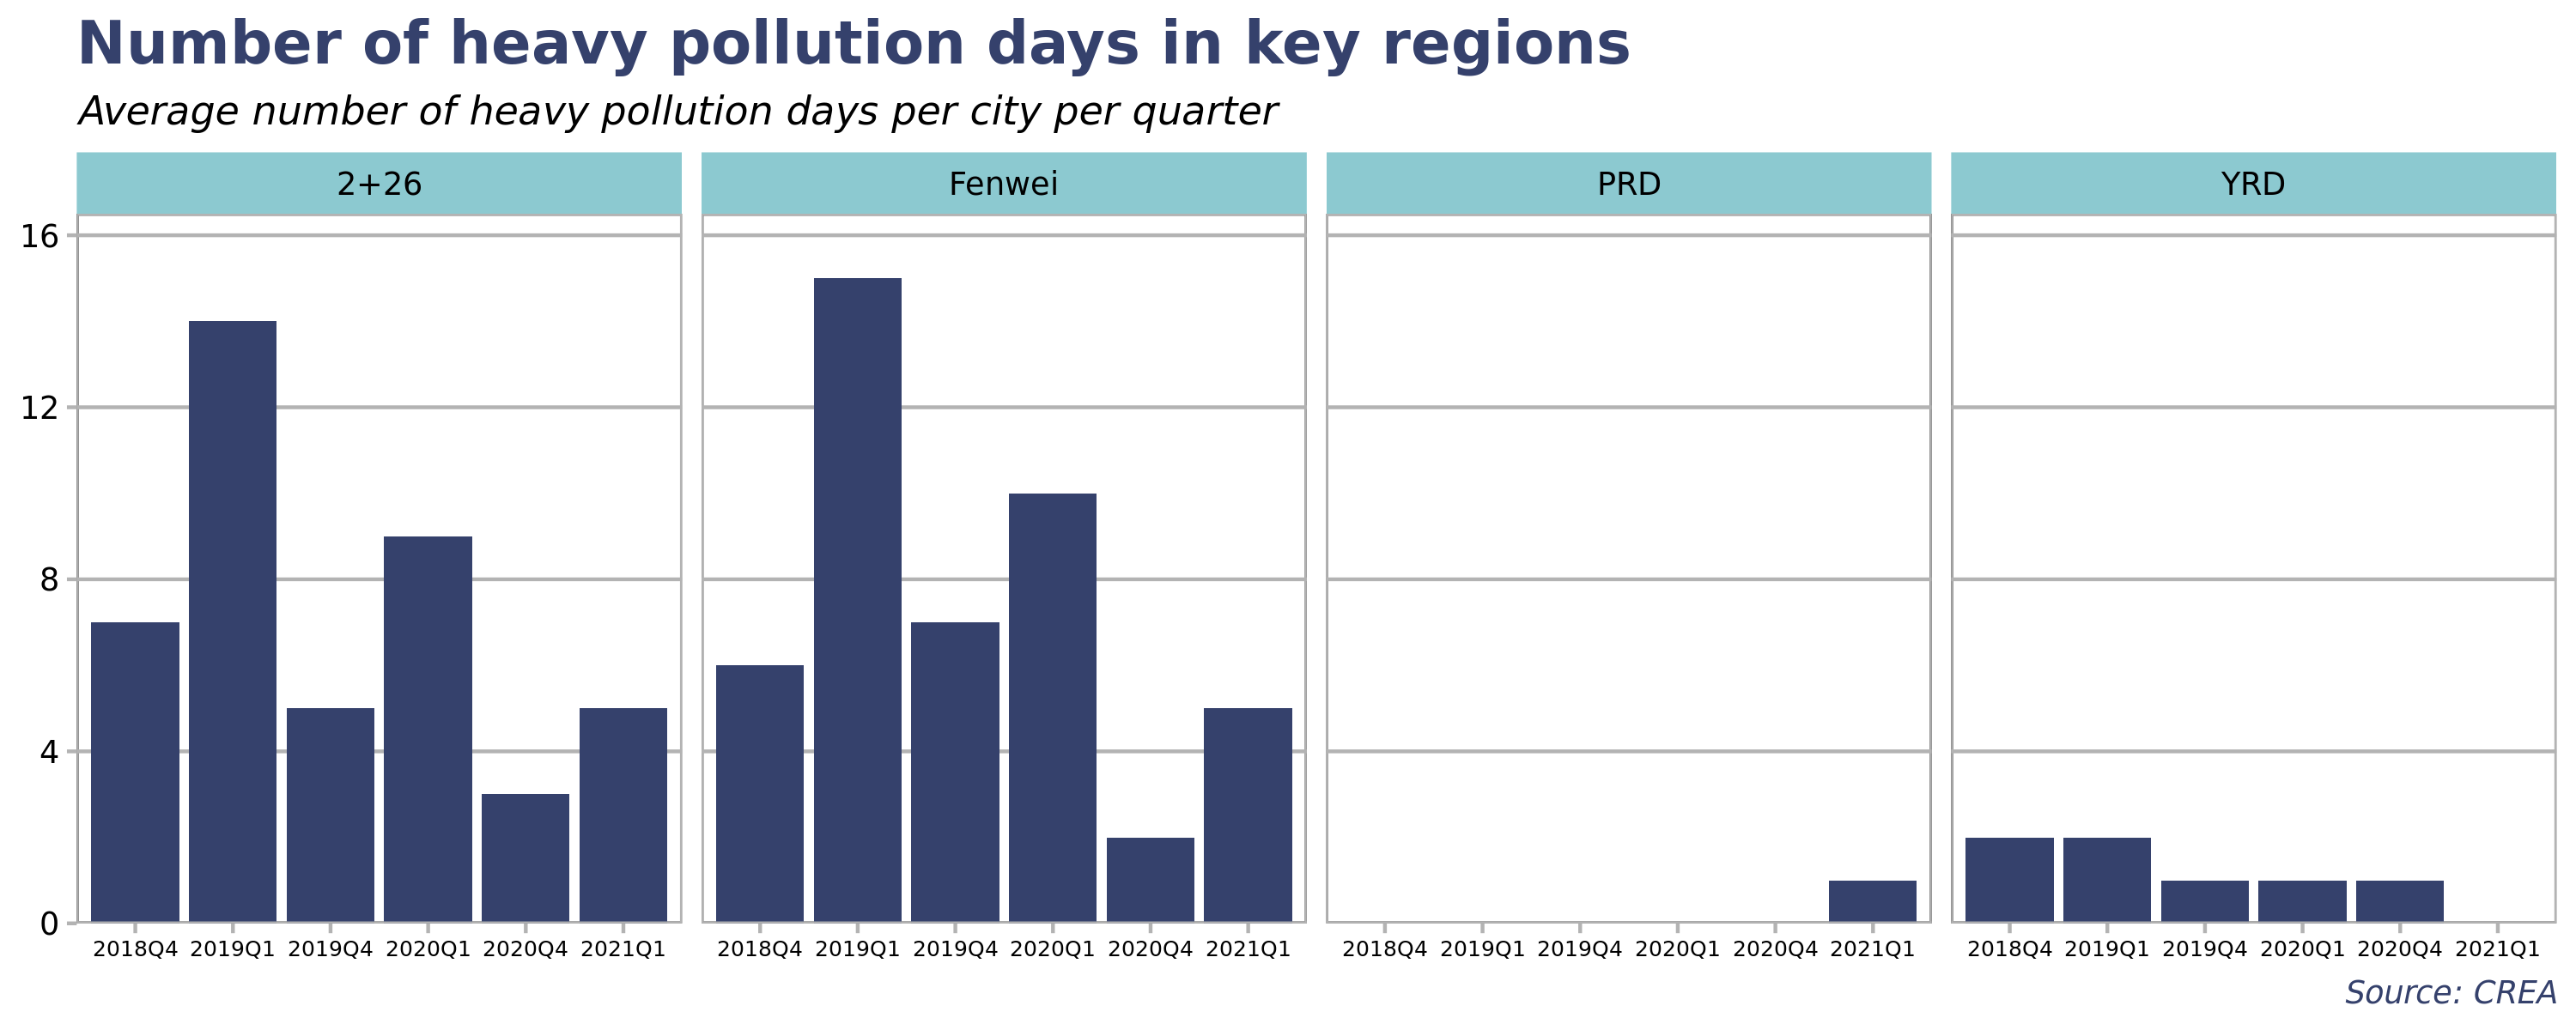 Number of heavy pollution days in key regions
Average number of heavy pollution days per city per quarter
2+26 Fenwei PRD YRD
16
12
8
4
0
2018Q4 2019Q1 2019Q4 2020Q1 2020Q4 2021Q1 2018Q4 2019Q1 2019Q4 2020Q1 2020Q4 2021Q1 2018Q4 2019Q1 2019Q4 2020Q1 2020Q4 2021Q1 2018Q4 2019Q1 2019Q4 2020Q1 2020Q4 2021Q1
Source: CREA